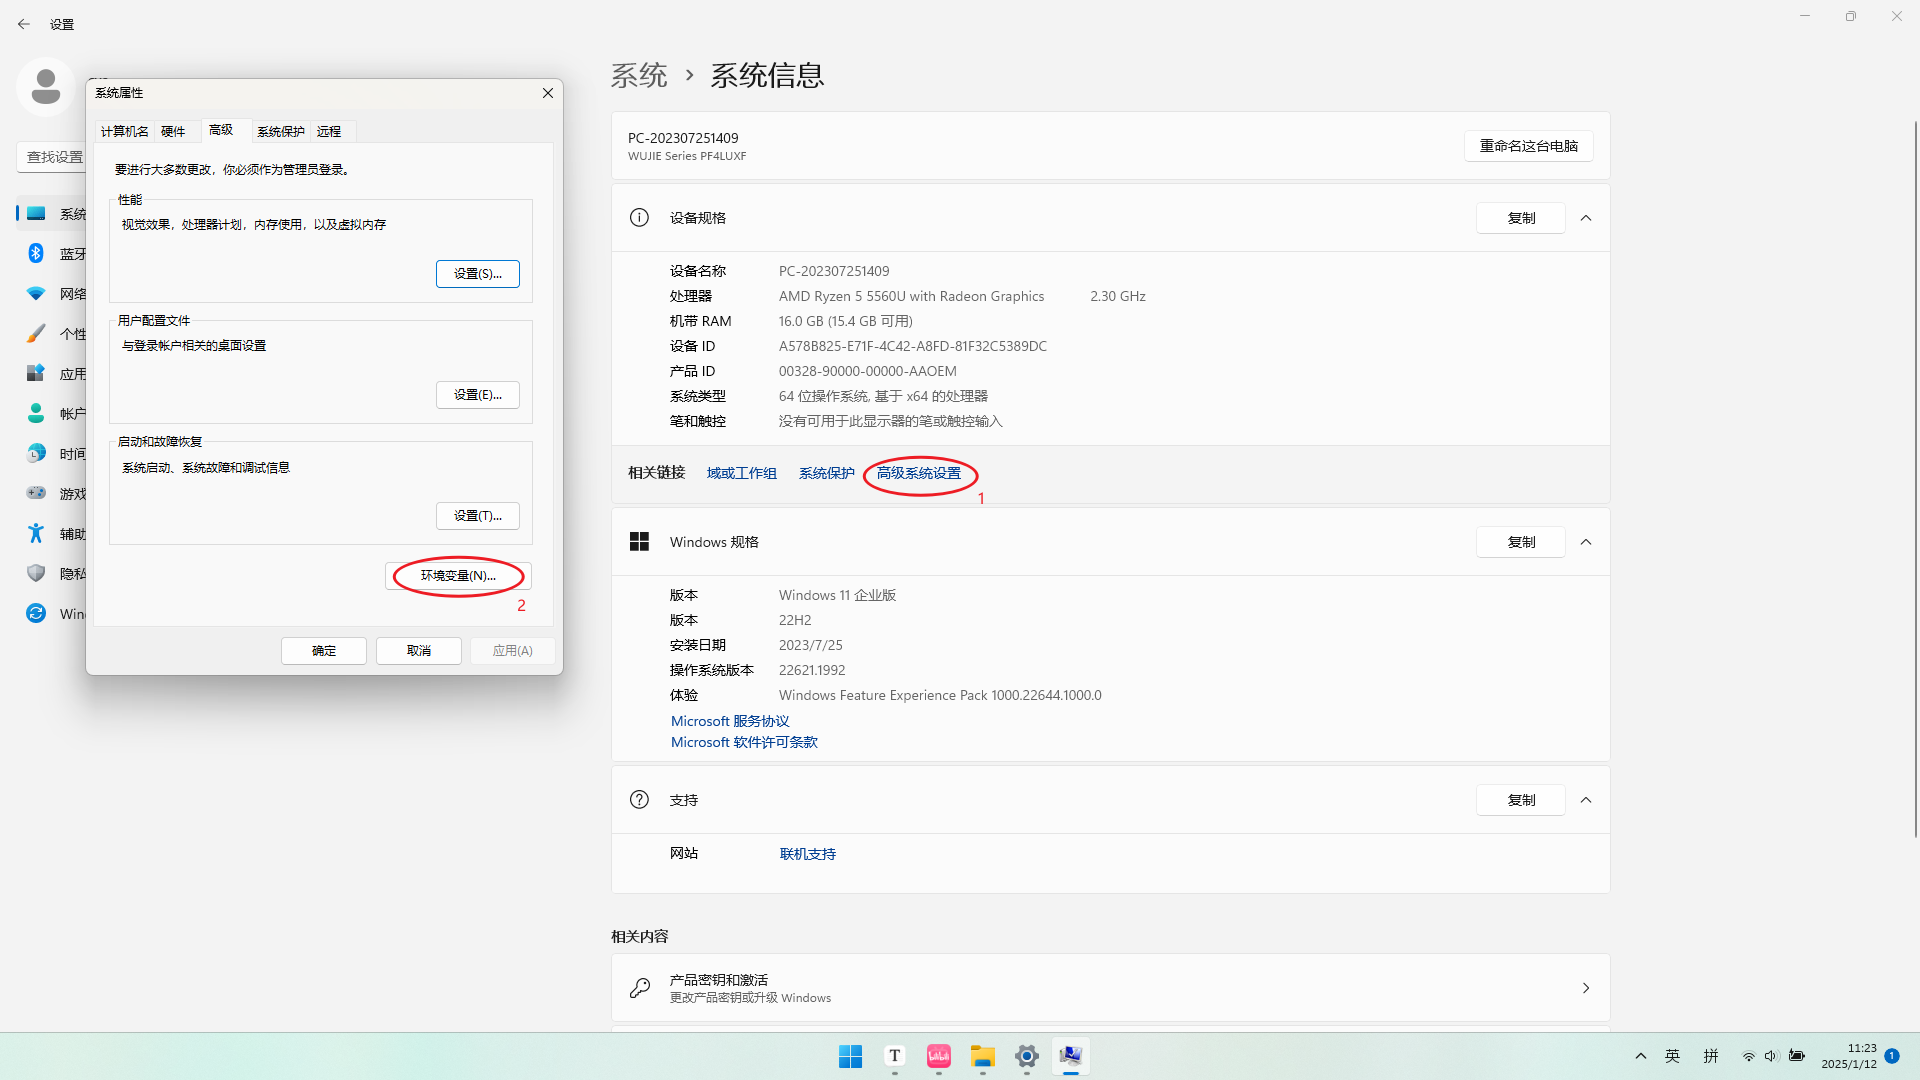 设置
系统属性
计算机名 硬件 高级 系统保护 远程
要进行大多数更改，你必须作为管理员登录。
性能
视觉效果，处理器计划，内存使用，以及虚拟内存
设置(S)...
用户配置文件
与登录帐户相关的桌面设置
设置(E)...
启动和故障恢复
系统启动、系统故障和调试信息
设置(T)...
环境变量(N)...
2
确定 取消 应用(A)
查找设置
系统
蓝牙
网络
个性
应用
帐户
时间
游戏
辅助
隐私
Win
系统 › 系统信息
PC-202307251409
WUJIE Series PF4LUXF
重命名这台电脑
设备规格 复制
设备名称 PC-202307251409
处理器 AMD Ryzen 5 5560U with Radeon Graphics 2.30 GHz
机带 RAM 16.0 GB (15.4 GB 可用)
设备 ID A578B825-E71F-4C42-A8FD-81F32C5389DC
产品 ID 00328-90000-00000-AAOEM
系统类型 64 位操作系统, 基于 x64 的处理器
笔和触控 没有可用于此显示器的笔或触控输入
相关链接 域或工作组 系统保护 高级系统设置
1
Windows 规格 复制
版本 Windows 11 企业版
版本 22H2
安装日期 2023/7/25
操作系统版本 22621.1992
体验 Windows Feature Experience Pack 1000.22644.1000.0
Microsoft 服务协议
Microsoft 软件许可条款
支持 复制
网站 联机支持
相关内容
产品密钥和激活
更改产品密钥或升级 Windows
T
英 拼
11:23
2025/1/12
1